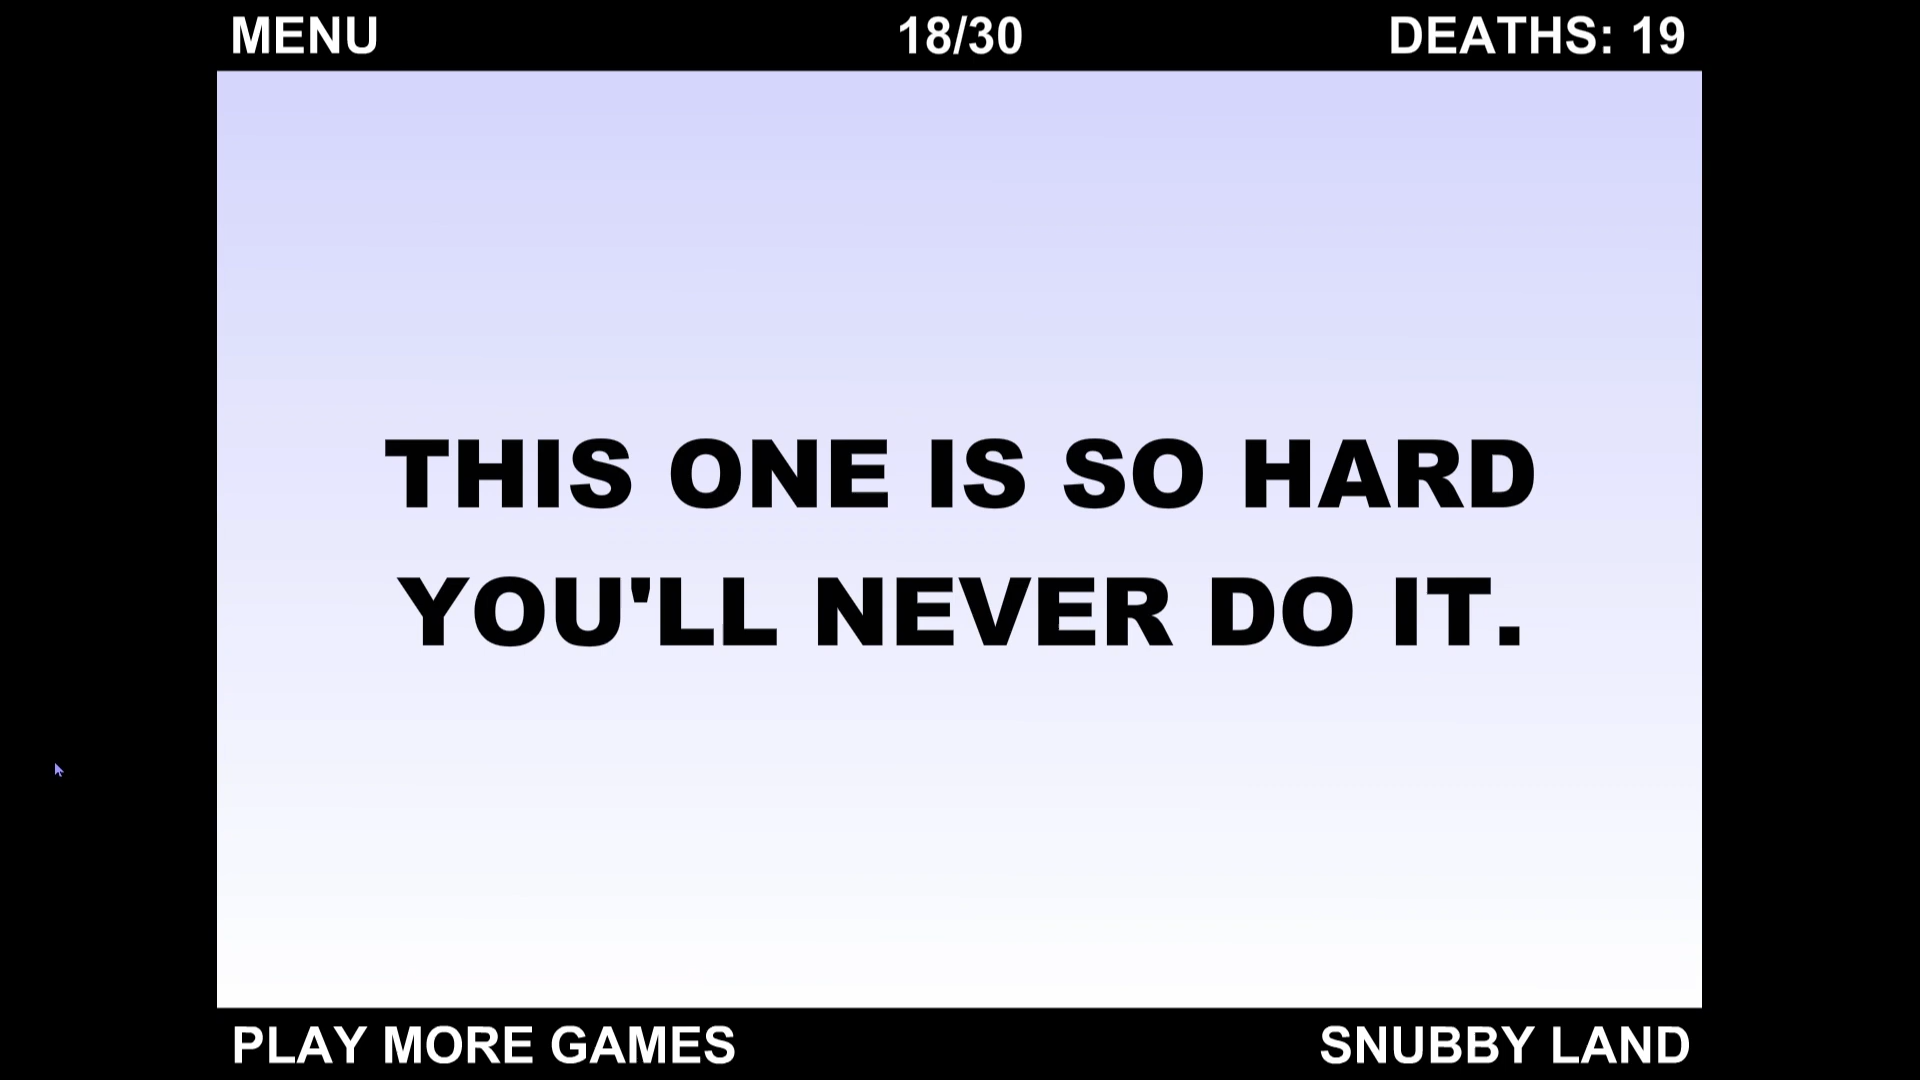 MENU 18/30 DEATHS: 19
THIS ONE IS SO HARD
YOU'LL NEVER DO IT.
PLAY MORE GAMES SNUBBY LAND